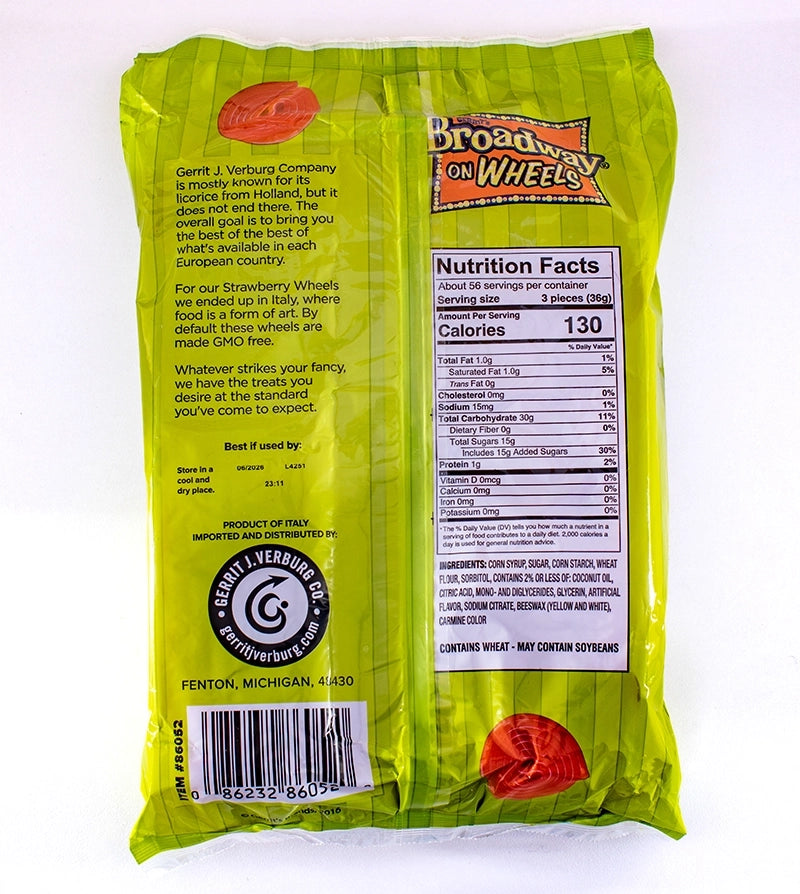 Gerrit J. Verburg Company
is mostly known for its
licorice from Holland, but it
does not end there. The
overall goal is to bring you
the best of the best of
what's available in each
European country.
For our Strawberry Wheels
we ended up in Italy, where
food is a form of art. By
default these wheels are
made GMO free.
Whatever strikes your fancy,
we have the treats you
desire at the standard
you've come to expect.
Best if used by:
Store in a
cool and
dry place.
06/2026 L4251
23:11
PRODUCT OF ITALY
IMPORTED AND DISTRIBUTED BY:
GERRIT J. VERBURG CO.
gerritjverburg.com
FENTON, MICHIGAN, 48430
ITEM #86052
0 86232 86052
2016
Broadway®
ON WHEELS
Nutrition Facts
About 56 servings per container
Serving size 3 pieces (36g)
Amount Per Serving
Calories 130
% Daily Value*
Total Fat 1.0g 1%
Saturated Fat 1.0g 5%
Trans Fat 0g
Cholesterol 0mg 0%
Sodium 15mg 1%
Total Carbohydrate 30g 11%
Dietary Fiber 0g 0%
Total Sugars 15g
Includes 15g Added Sugars 30%
Protein 1g 2%
Vitamin D 0mcg 0%
Calcium 0mg 0%
Iron 0mg 0%
Potassium 0mg 0%
*The % Daily Value (DV) tells you how much a nutrient in a
serving of food contributes to a daily diet. 2,000 calories a
day is used for general nutrition advice.
INGREDIENTS: CORN SYRUP, SUGAR, CORN STARCH, WHEAT
FLOUR, SORBITOL, CONTAINS 2% OR LESS OF: COCONUT OIL,
CITRIC ACID, MONO- AND DIGLYCERIDES, GLYCERIN, ARTIFICIAL
FLAVOR, SODIUM CITRATE, BEESWAX (YELLOW AND WHITE),
CARMINE COLOR
CONTAINS WHEAT - MAY CONTAIN SOYBEANS